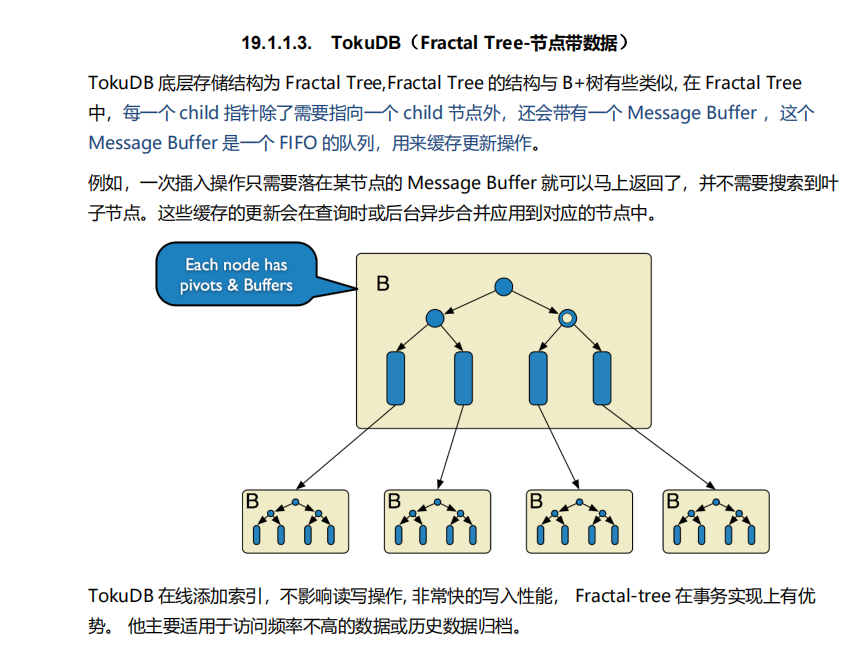 19.1.1.3. TokuDB（Fractal Tree-节点带数据）
TokuDB 底层存储结构为 Fractal Tree,Fractal Tree 的结构与 B+树有些类似, 在 Fractal Tree
中，每一个 child 指针除了需要指向一个 child 节点外，还会带有一个 Message Buffer ，这个
Message Buffer 是一个 FIFO 的队列，用来缓存更新操作。
例如，一次插入操作只需要落在某节点的 Message Buffer 就可以马上返回了，并不需要搜索到叶
子节点。这些缓存的更新会在查询时或后台异步合并应用到对应的节点中。
Each node has
pivots & Buffers
B
B
B
B
B
TokuDB 在线添加索引，不影响读写操作, 非常快的写入性能， Fractal-tree 在事务实现上有优
势。 他主要适用于访问频率不高的数据或历史数据归档。